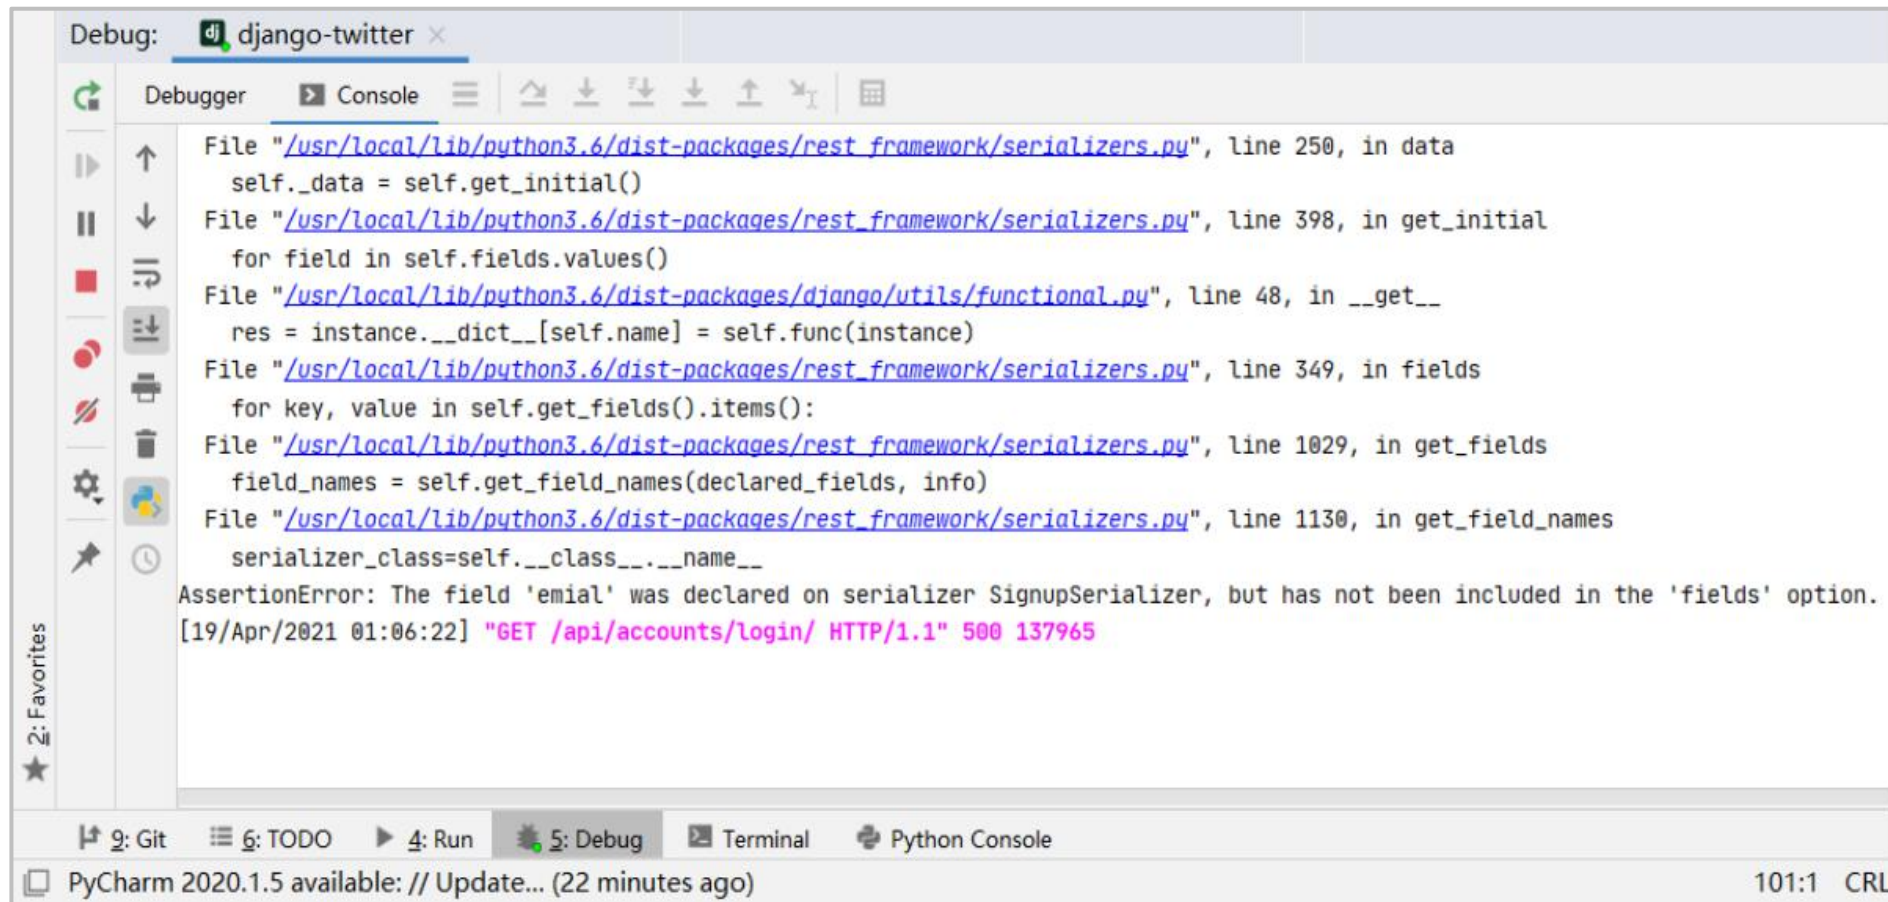 Debug: django-twitter
Debugger Console
File "/usr/local/lib/python3.6/dist-packages/rest_framework/serializers.py", line 250, in data
self._data = self.get_initial()
File "/usr/local/lib/python3.6/dist-packages/rest_framework/serializers.py", line 398, in get_initial
for field in self.fields.values()
File "/usr/local/lib/python3.6/dist-packages/django/utils/functional.py", line 48, in __get__
res = instance.__dict__[self.name] = self.func(instance)
File "/usr/local/lib/python3.6/dist-packages/rest_framework/serializers.py", line 349, in fields
for key, value in self.get_fields().items():
File "/usr/local/lib/python3.6/dist-packages/rest_framework/serializers.py", line 1029, in get_fields
field_names = self.get_field_names(declared_fields, info)
File "/usr/local/lib/python3.6/dist-packages/rest_framework/serializers.py", line 1130, in get_field_names
serializer_class=self.__class__.__name__
AssertionError: The field 'emial' was declared on serializer SignupSerializer, but has not been included in the 'fields' option.
[19/Apr/2021 01:06:22] "GET /api/accounts/login/ HTTP/1.1" 500 137965
2: Favorites
9: Git 6: TODO 4: Run 5: Debug Terminal Python Console
PyCharm 2020.1.5 available: // Update... (22 minutes ago) 101:1 CRL